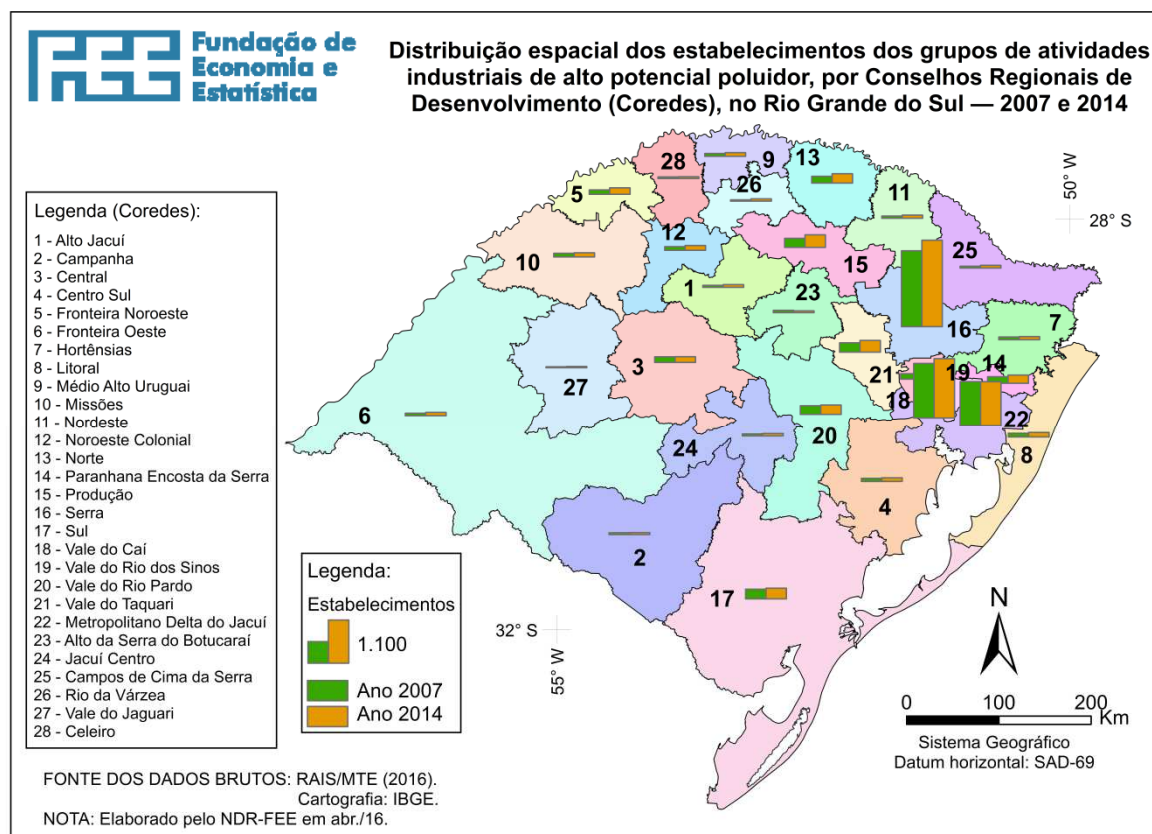 FEE
Fundação de
Economia e
Estatística
Distribuição espacial dos estabelecimentos dos grupos de atividades
industriais de alto potencial poluidor, por Conselhos Regionais de
Desenvolvimento (Coredes), no Rio Grande do Sul — 2007 e 2014
50° W
28° S
28
9
13
26
5
11
12
25
10
15
1
23
16
7
3
19
14
27
21
18
6
22
20
24
8
4
2
17
Legenda (Coredes):
1 - Alto Jacuí
2 - Campanha
3 - Central
4 - Centro Sul
5 - Fronteira Noroeste
6 - Fronteira Oeste
7 - Hortênsias
8 - Litoral
9 - Médio Alto Uruguai
10 - Missões
11 - Nordeste
12 - Noroeste Colonial
13 - Norte
14 - Paranhana Encosta da Serra
15 - Produção
16 - Serra
17 - Sul
18 - Vale do Caí
19 - Vale do Rio dos Sinos
20 - Vale do Rio Pardo
21 - Vale do Taquari
22 - Metropolitano Delta do Jacuí
23 - Alto da Serra do Botucaraí
24 - Jacuí Centro
25 - Campos de Cima da Serra
26 - Rio da Várzea
27 - Vale do Jaguari
28 - Celeiro
Legenda:
Estabelecimentos
1.100
Ano 2007
Ano 2014
32° S
55° W
N
0 100 200
Km
Sistema Geográfico
Datum horizontal: SAD-69
FONTE DOS DADOS BRUTOS: RAIS/MTE (2016).
Cartografia: IBGE.
NOTA: Elaborado pelo NDR-FEE em abr./16.